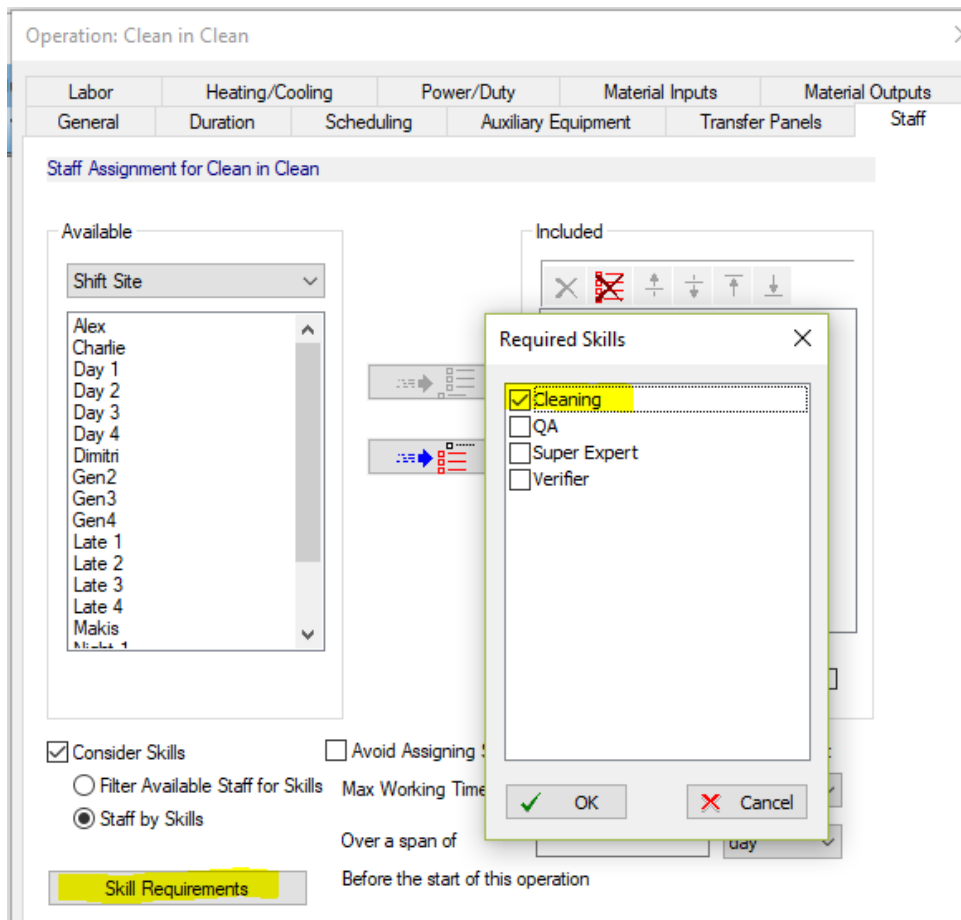 Operation: Clean in Clean
Labor Heating/Cooling Power/Duty Material Inputs Material Outputs
General Duration Scheduling Auxiliary Equipment Transfer Panels Staff
Staff Assignment for Clean in Clean
Available
Included
Shift Site
Alex
Charlie
Day 1
Day 2
Day 3
Day 4
Dimitri
Gen2
Gen3
Gen4
Late 1
Late 2
Late 3
Late 4
Makis
Night 1
Required Skills
Cleaning
QA
Super Expert
Verifier
OK Cancel
Consider Skills
Filter Available Staff for Skills
Staff by Skills
Skill Requirements
Avoid Assigning
Max Working Time
Over a span of day
Before the start of this operation